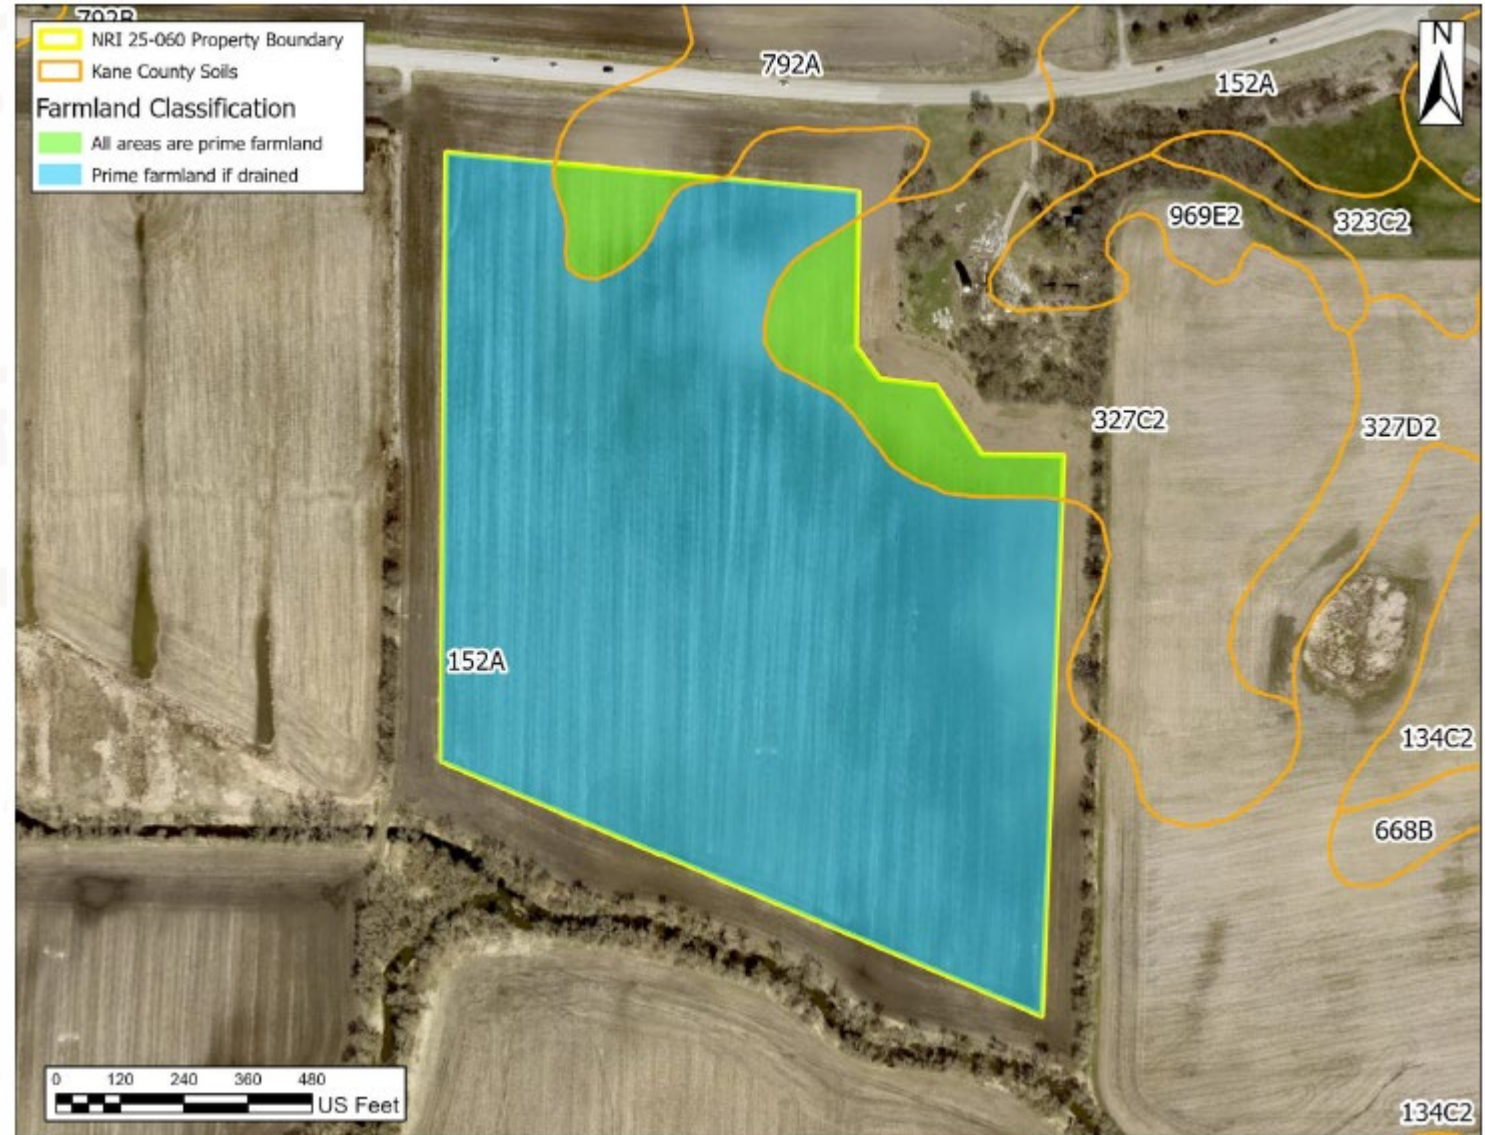 792B
NRI 25-060 Property Boundary
Kane County Soils
Farmland Classification
All areas are prime farmland
Prime farmland if drained
N
792A
152A
969E2
323C2
327C2
327D2
152A
134C2
668B
0 120 240 360 480
US Feet
134C2